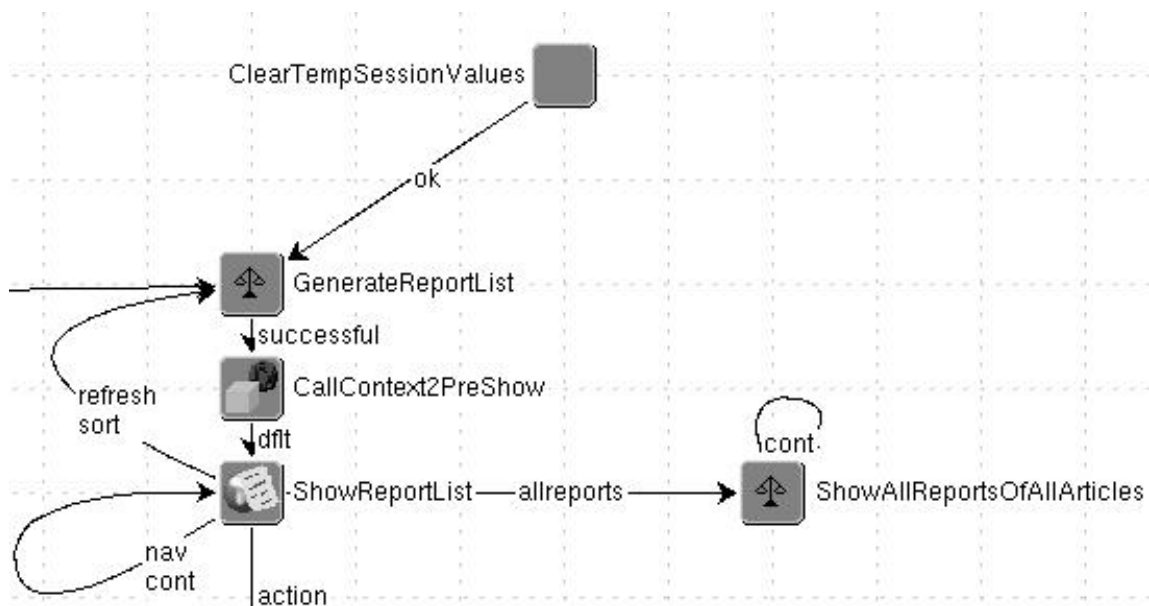 ClearTempSessionValues
ok
GenerateReportList
successful
CallContext2PreShow
refresh
sort
dflt
cont
ShowReportList
allreports
ShowAllReportsOfAllArticles
nav
cont
action